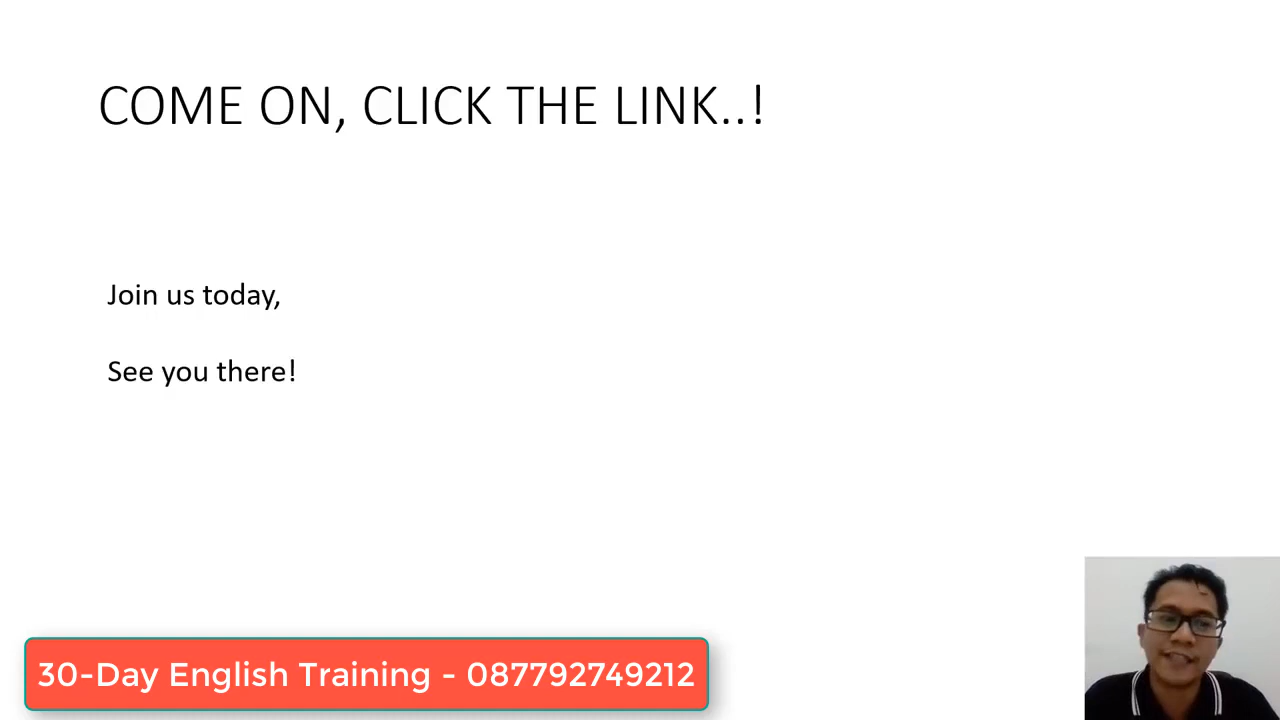 COME ON, CLICK THE LINK..!
Join us today,
See you there!
30-Day English Training - 087792749212